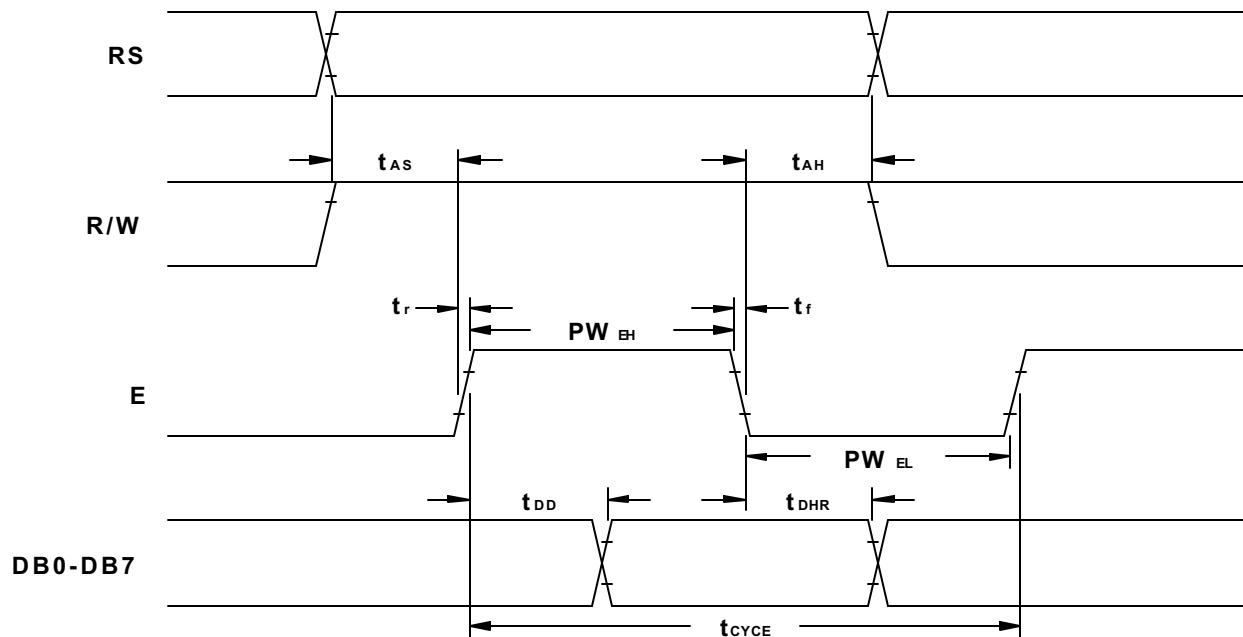 RS
tAS
tAH
R/W
tr
tf
PW EH
E
PW EL
tDD
tDHR
DB0-DB7
tCYCE